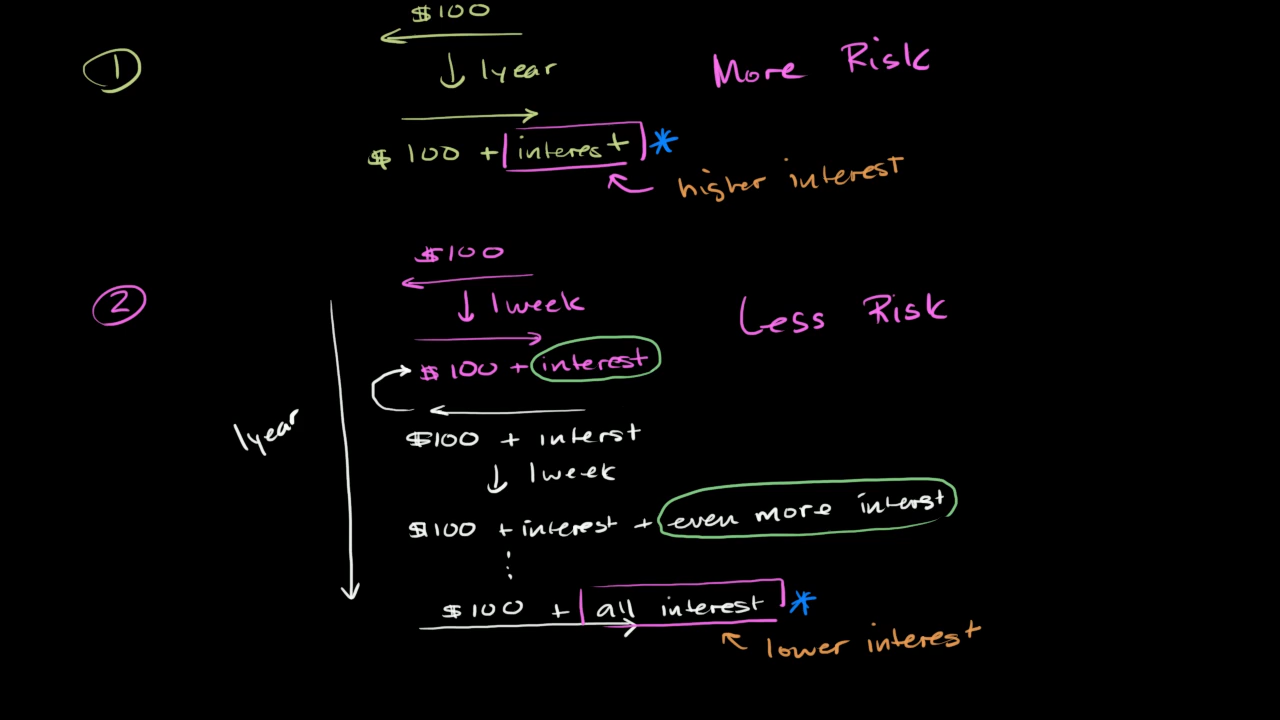 $100
1
↓ 1year
More Risk
$100 + interest *
higher interest
$100
2
↓ 1week
Less Risk
$100 + interest
1year
$100 + interst
↓ 1week
$100 + interest + even more interst
⋮
$100 + all interest *
lower interest